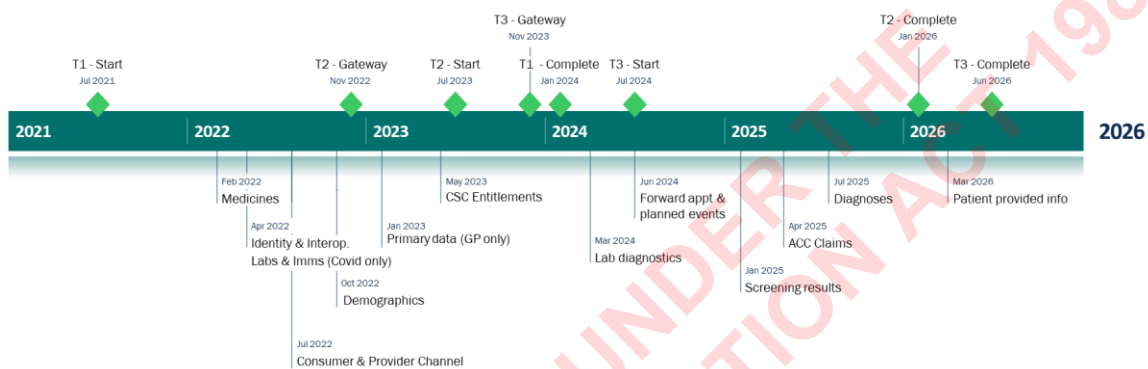 T3 - Gateway
Nov 2023
T2 - Complete
Jan 2026
T1 - Start
Jul 2021
T2 - Gateway
Nov 2022
T2 - Start
Jul 2023
T1 - Complete
Jan 2024
T3 - Start
Jul 2024
T3 - Complete
Jun 2026
2021
2022
2023
2024
2025
2026
2026
Feb 2022
Medicines
May 2023
CSC Entitlements
Jun 2024
Forward appt &
planned events
Jul 2025
Diagnoses
Mar 2026
Patient provided info
Apr 2022
Identity & Interop.
Labs & Imms (Covid only)
Jan 2023
Primary data (GP only)
Mar 2024
Lab diagnostics
Apr 2025
ACC Claims
Oct 2022
Demographics
Jan 2025
Screening results
Jul 2022
Consumer & Provider Channel
UNDER THE
ACT 198